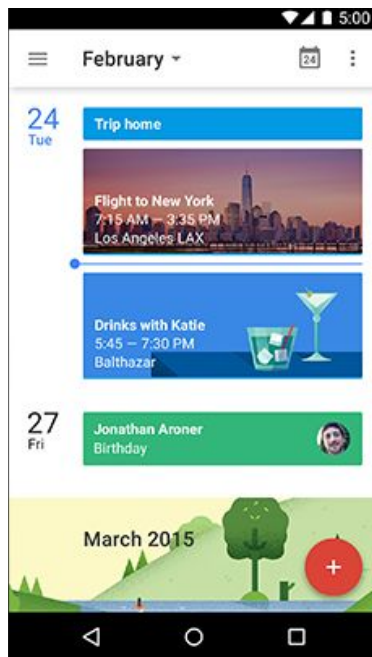 5:00
February
24
24
Tue
Trip home
Flight to New York
7:15 AM – 3:35 PM
Los Angeles LAX
Drinks with Katie
5:45 – 7:30 PM
Balthazar
27
Fri
Jonathan Aroner
Birthday
March 2015